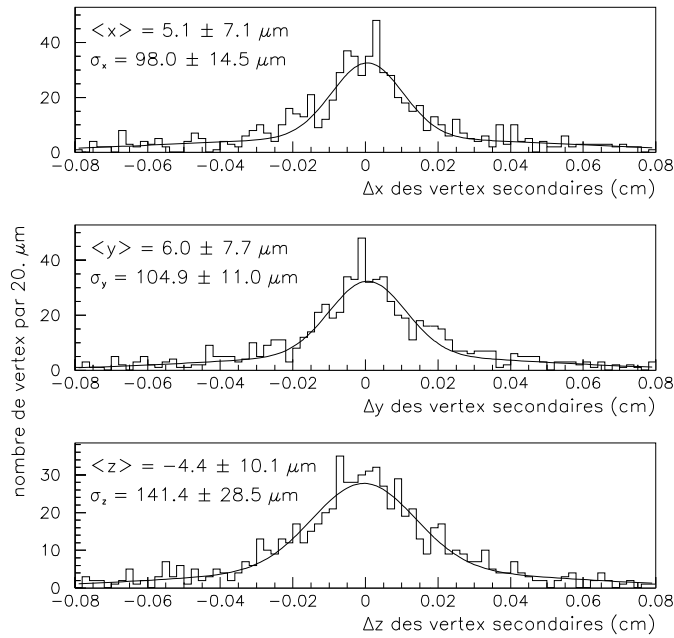 <x> = 5.1 ± 7.1 μm
σx = 98.0 ± 14.5 μm
40
20
0
−0.08 −0.06 −0.04 −0.02 0 0.02 0.04 0.06 0.08
Δx des vertex secondaires (cm)
nombre de vertex par 20. μm
<y> = 6.0 ± 7.7 μm
σy = 104.9 ± 11.0 μm
40
20
0
−0.08 −0.06 −0.04 −0.02 0 0.02 0.04 0.06 0.08
Δy des vertex secondaires (cm)
<z> = −4.4 ± 10.1 μm
σz = 141.4 ± 28.5 μm
30
20
10
0
−0.08 −0.06 −0.04 −0.02 0 0.02 0.04 0.06 0.08
Δz des vertex secondaires (cm)